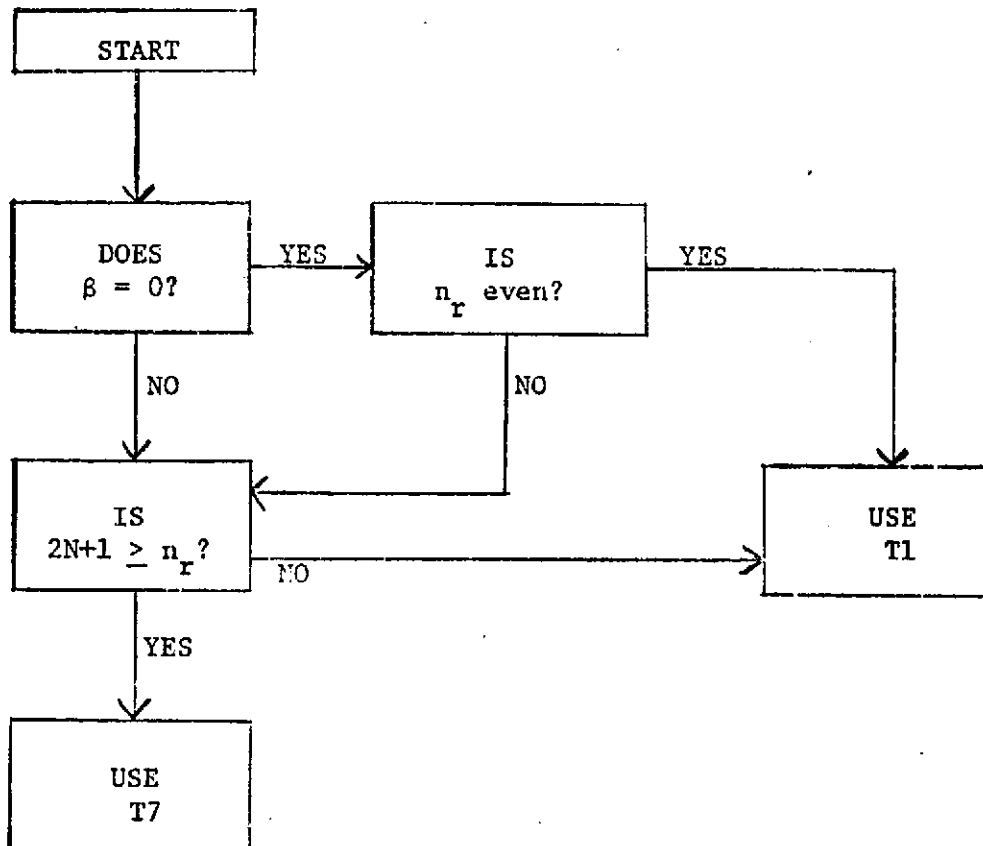 START
DOES
β = 0?
YES
IS
n_r even?
YES
NO
NO
IS
2N+1 ≥ n_r?
NO
USE
T1
YES
USE
T7